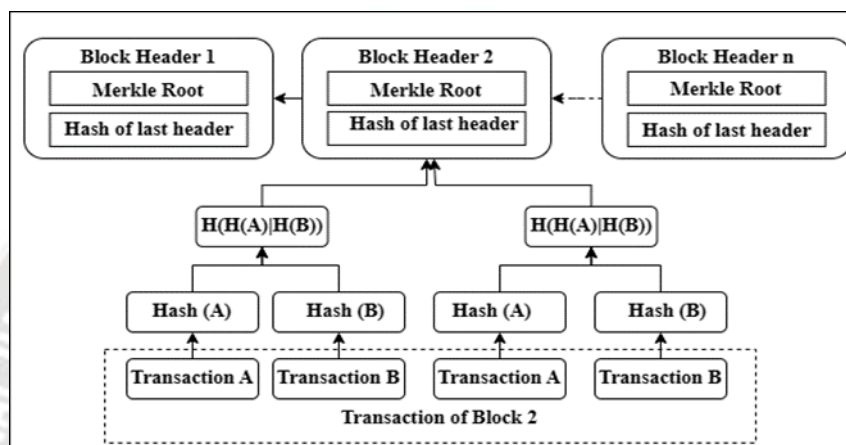 Block Header 1
Merkle Root
Hash of last header
Block Header 2
Merkle Root
Hash of last header
Block Header n
Merkle Root
Hash of last header
H(H(A)|H(B))
H(H(A)|H(B))
Hash (A)
Hash (B)
Hash (A)
Hash (B)
Transaction A
Transaction B
Transaction A
Transaction B
Transaction of Block 2